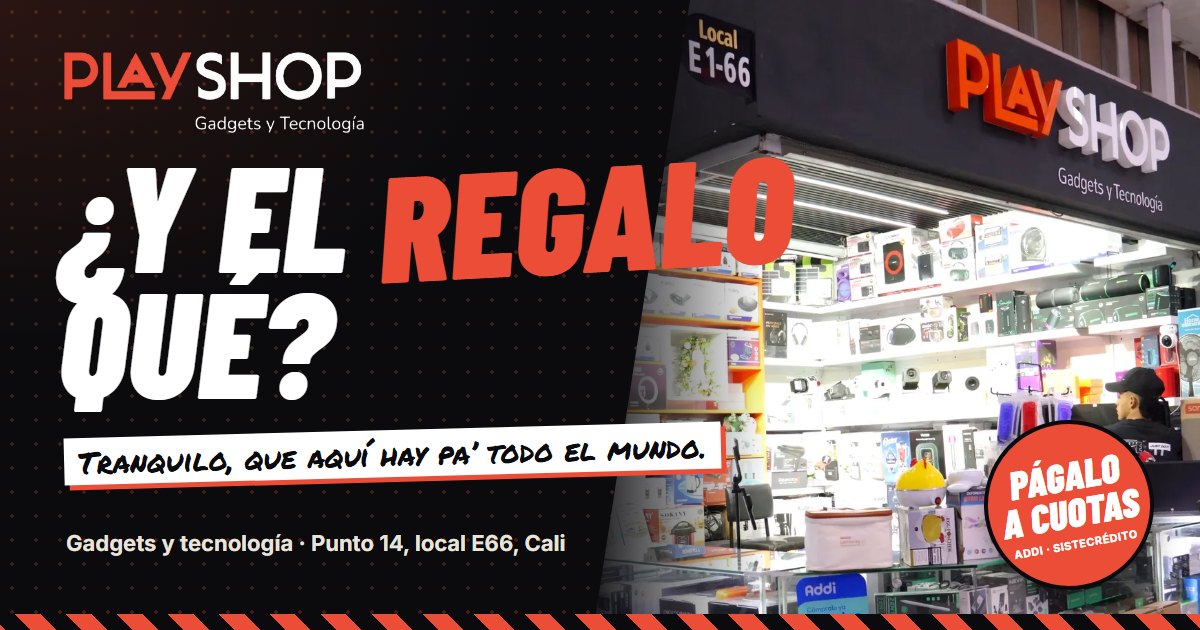 PLAY SHOP
Gadgets y Tecnología
¿Y EL REGALO
QUÉ?
Tranquilo, que aquí hay pa' todo el mundo.
Gadgets y tecnología · Punto 14, local E66, Cali
Local
E 1-66
PLAY SHOP
Gadgets y Tecnología
PÁGALO
A CUOTAS
ADDI · SISTECRÉDITO
Addi